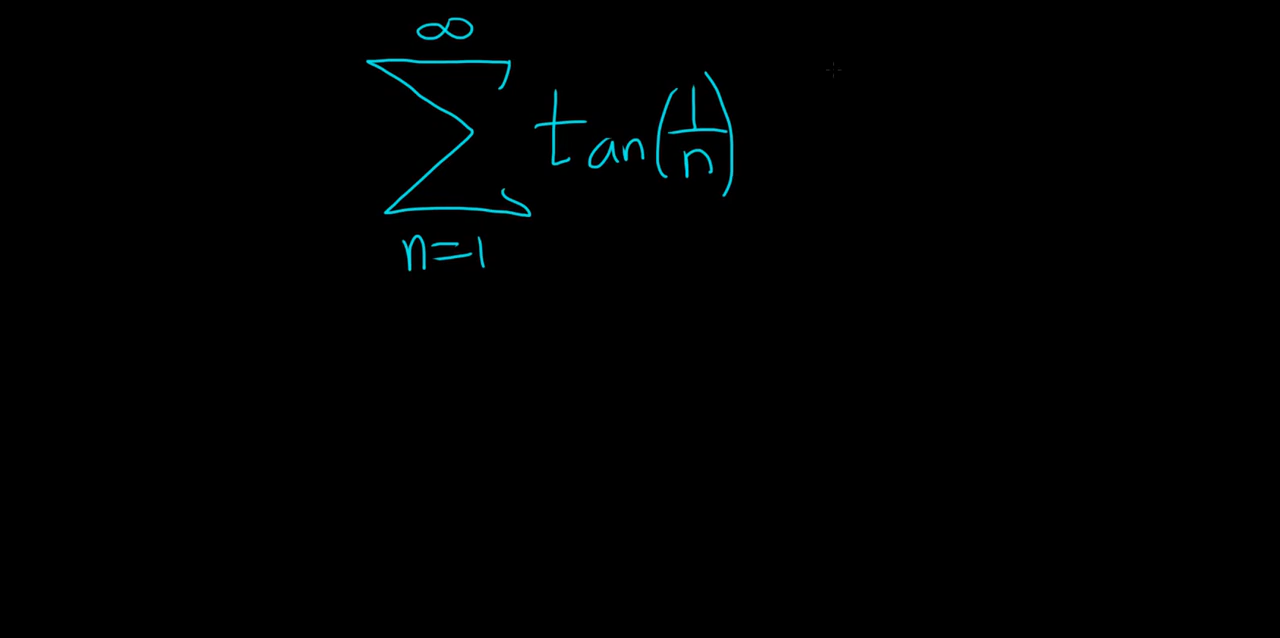 ∞
∑ tan(1/n)
n=1